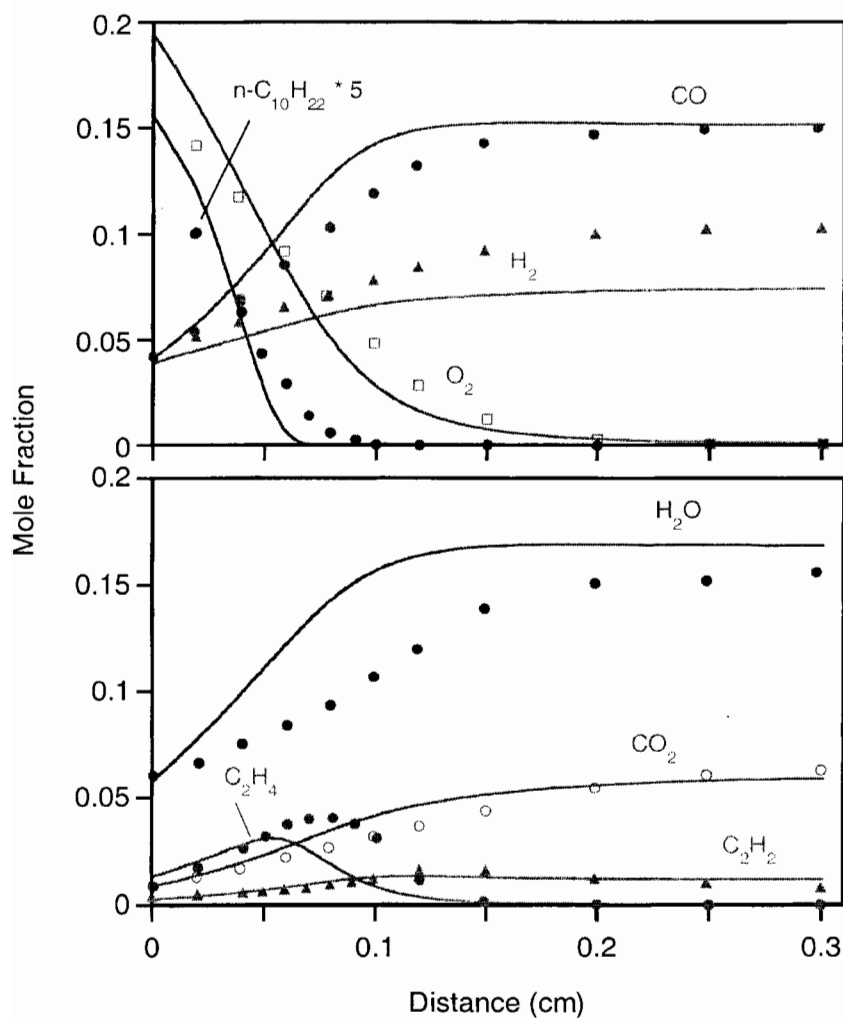 0.2
n-C₁₀H₂₂ * 5
CO
0.15
0.1
H₂
0.05
O₂
0
Mole Fraction
0.2
H₂O
0.15
0.1
CO₂
C₂H₄
0.05
C₂H₂
0
0 0.1 0.2 0.3
Distance (cm)